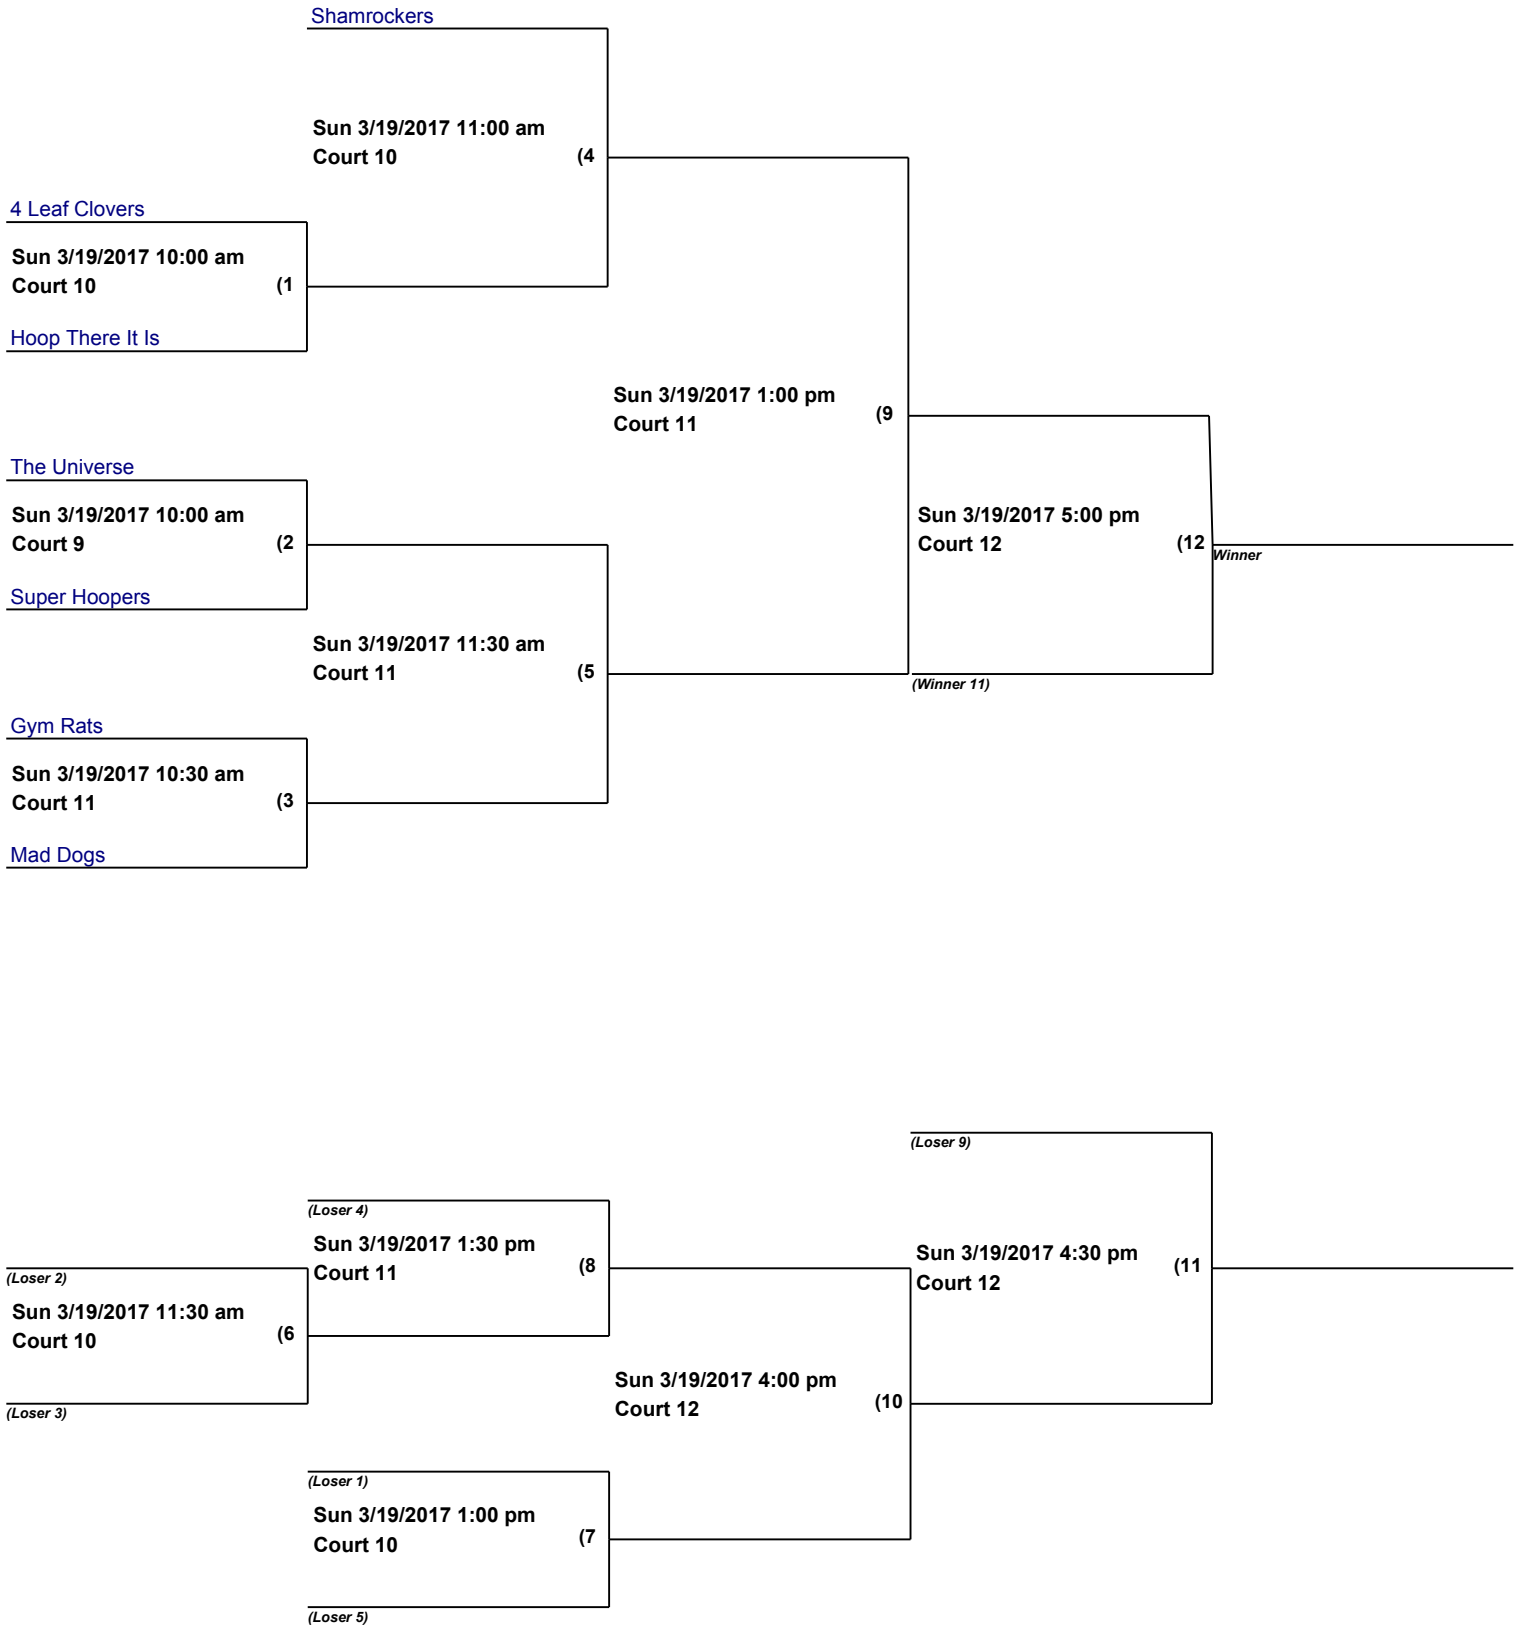 Shamrockers
Sun 3/19/2017 11:00 am
Court 10 (4
4 Leaf Clovers
Sun 3/19/2017 10:00 am
Court 10 (1
Hoop There It Is
Sun 3/19/2017 1:00 pm
Court 11 (9
The Universe
Sun 3/19/2017 10:00 am
Court 9 (2
Sun 3/19/2017 5:00 pm
Court 12 (12
Winner
Super Hoopers
Sun 3/19/2017 11:30 am
Court 11 (5
(Winner 11)
Gym Rats
Sun 3/19/2017 10:30 am
Court 11 (3
Mad Dogs
(Loser 9)
(Loser 4)
Sun 3/19/2017 1:30 pm
Court 11 (8
Sun 3/19/2017 4:30 pm
Court 12 (11
(Loser 2)
Sun 3/19/2017 11:30 am
Court 10 (6
Sun 3/19/2017 4:00 pm
Court 12 (10
(Loser 3)
(Loser 1)
Sun 3/19/2017 1:00 pm
Court 10 (7
(Loser 5)